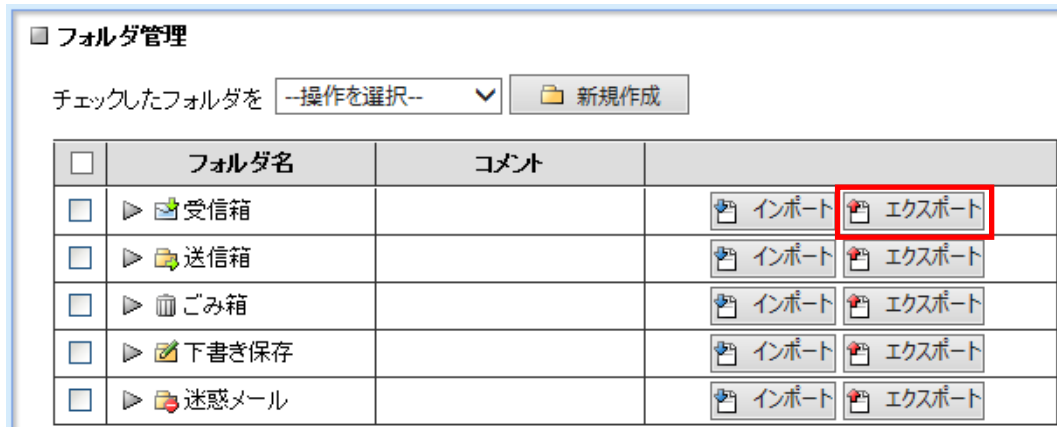 フォルダ管理
チェックしたフォルダを --操作を選択-- 新規作成
フォルダ名 コメント
受信箱 インポート エクスポート
送信箱 インポート エクスポート
ごみ箱 インポート エクスポート
下書き保存 インポート エクスポート
迷惑メール インポート エクスポート